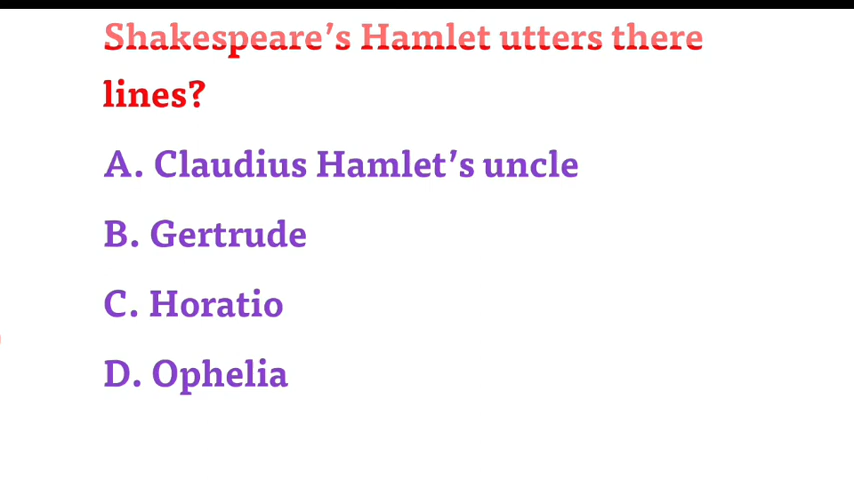 Shakespeare’s Hamlet utters there
lines?
A. Claudius Hamlet’s uncle
B. Gertrude
C. Horatio
D. Ophelia